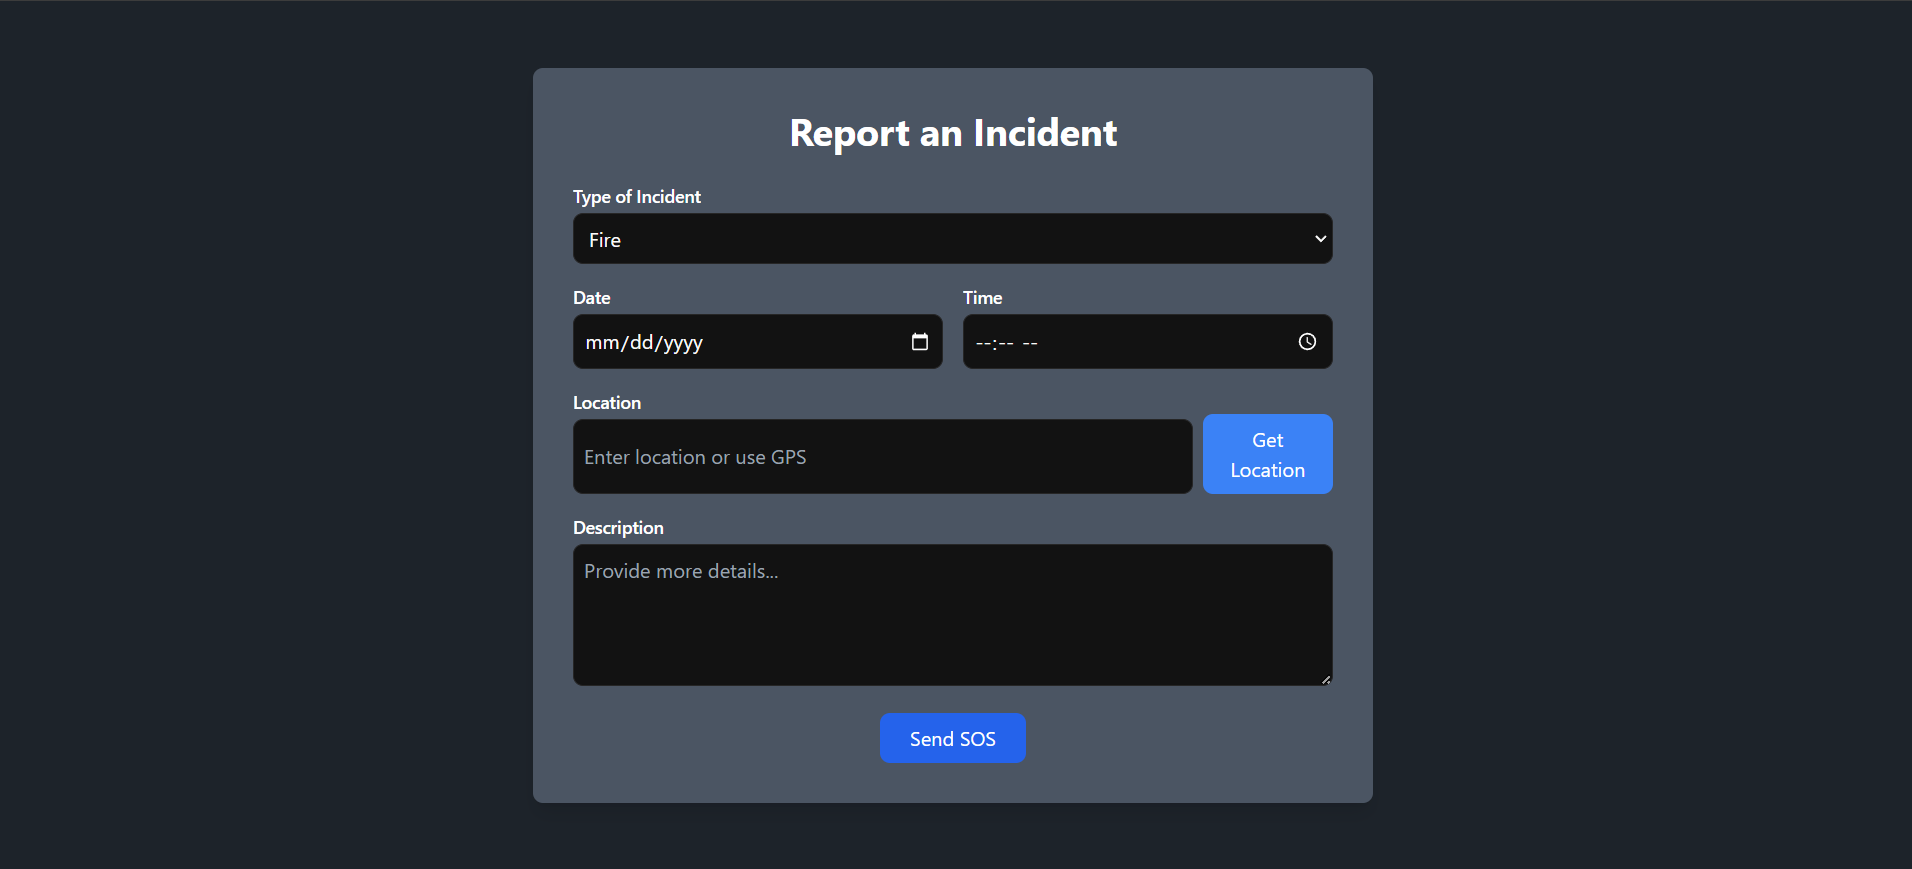 Report an Incident
Type of Incident
Fire
Date
Time
mm/dd/yyyy
--:-- --
Location
Enter location or use GPS
Get
Location
Description
Provide more details...
Send SOS